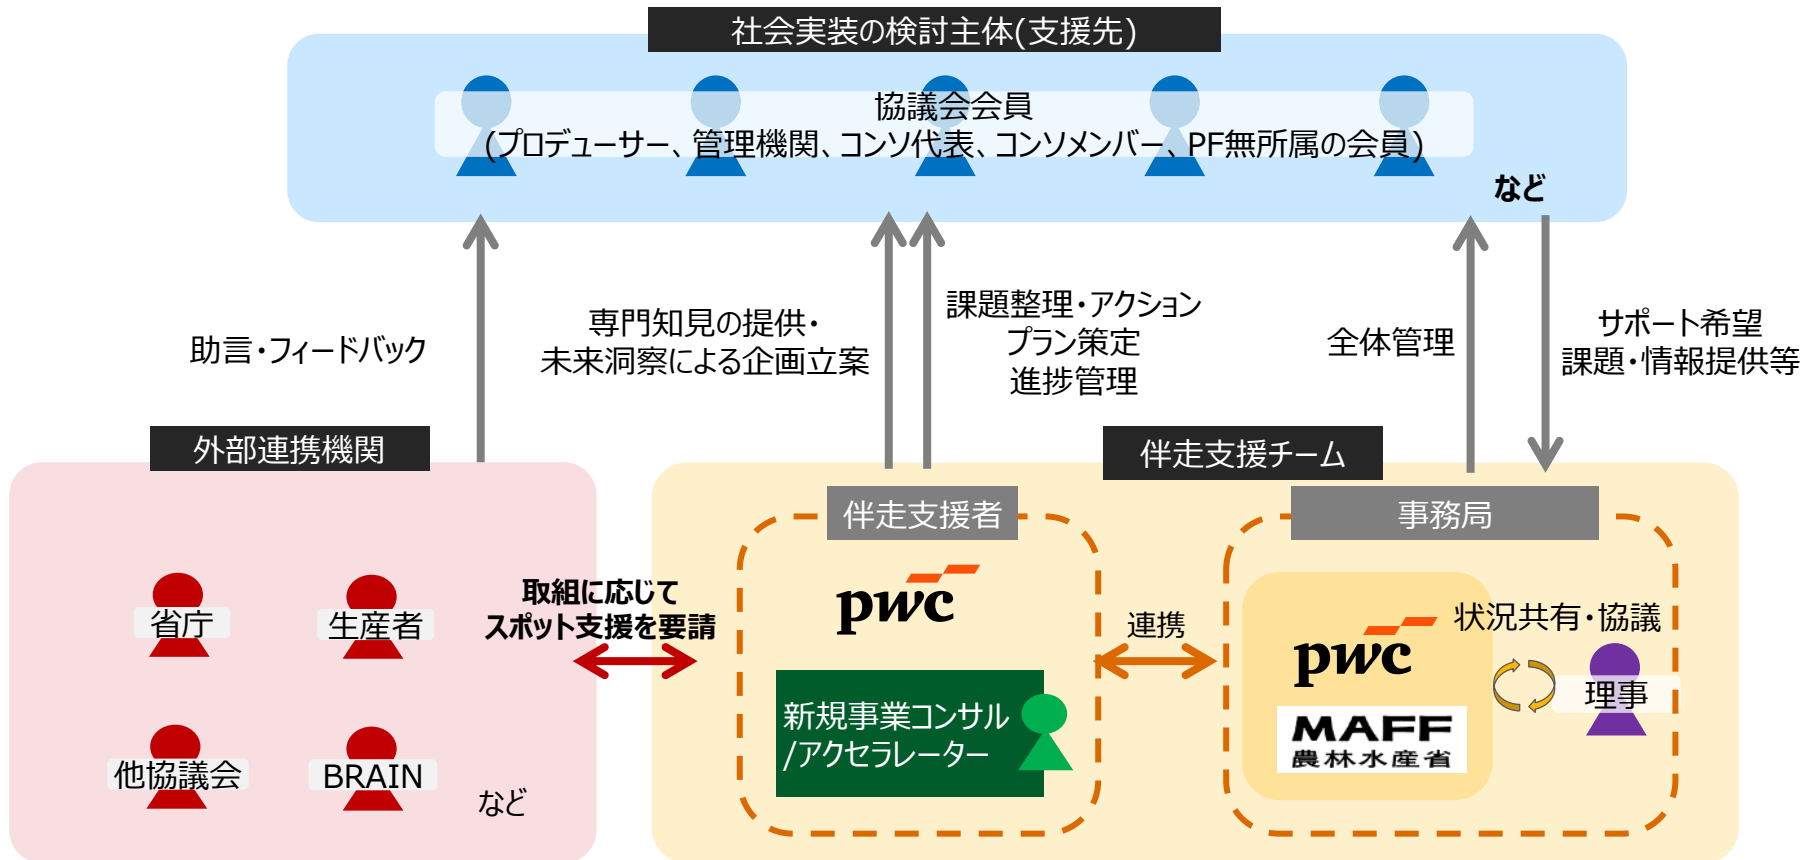 社会実装の検討主体(支援先)
協議会会員
(プロデューサー、管理機関、コンソ代表、コンソメンバー、PF無所属の会員)
など
助言・フィードバック
専門知見の提供・
未来洞察による企画立案
課題整理・アクション
プラン策定
進捗管理
全体管理
サポート希望
課題・情報提供等
外部連携機関
省庁
生産者
他協議会
BRAIN
など
取組に応じて
スポット支援を要請
伴走支援チーム
伴走支援者
pwc
新規事業コンサル
/アクセラレーター
連携
事務局
pwc
MAFF
農林水産省
状況共有・協議
理事